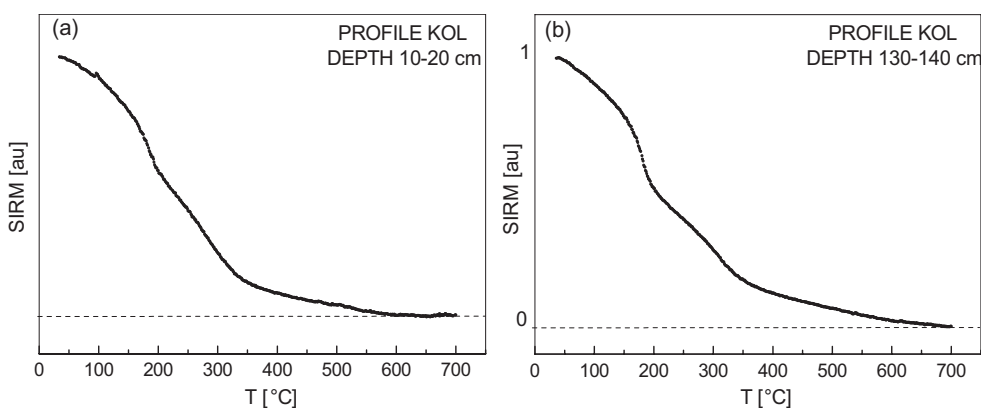 (a)
PROFILE KOL
DEPTH 10-20 cm
SIRM [au]
0 100 200 300 400 500 600 700
T [°C]
(b)
PROFILE KOL
DEPTH 130-140 cm
1
0
SIRM [au]
0 100 200 300 400 500 600 700
T [°C]